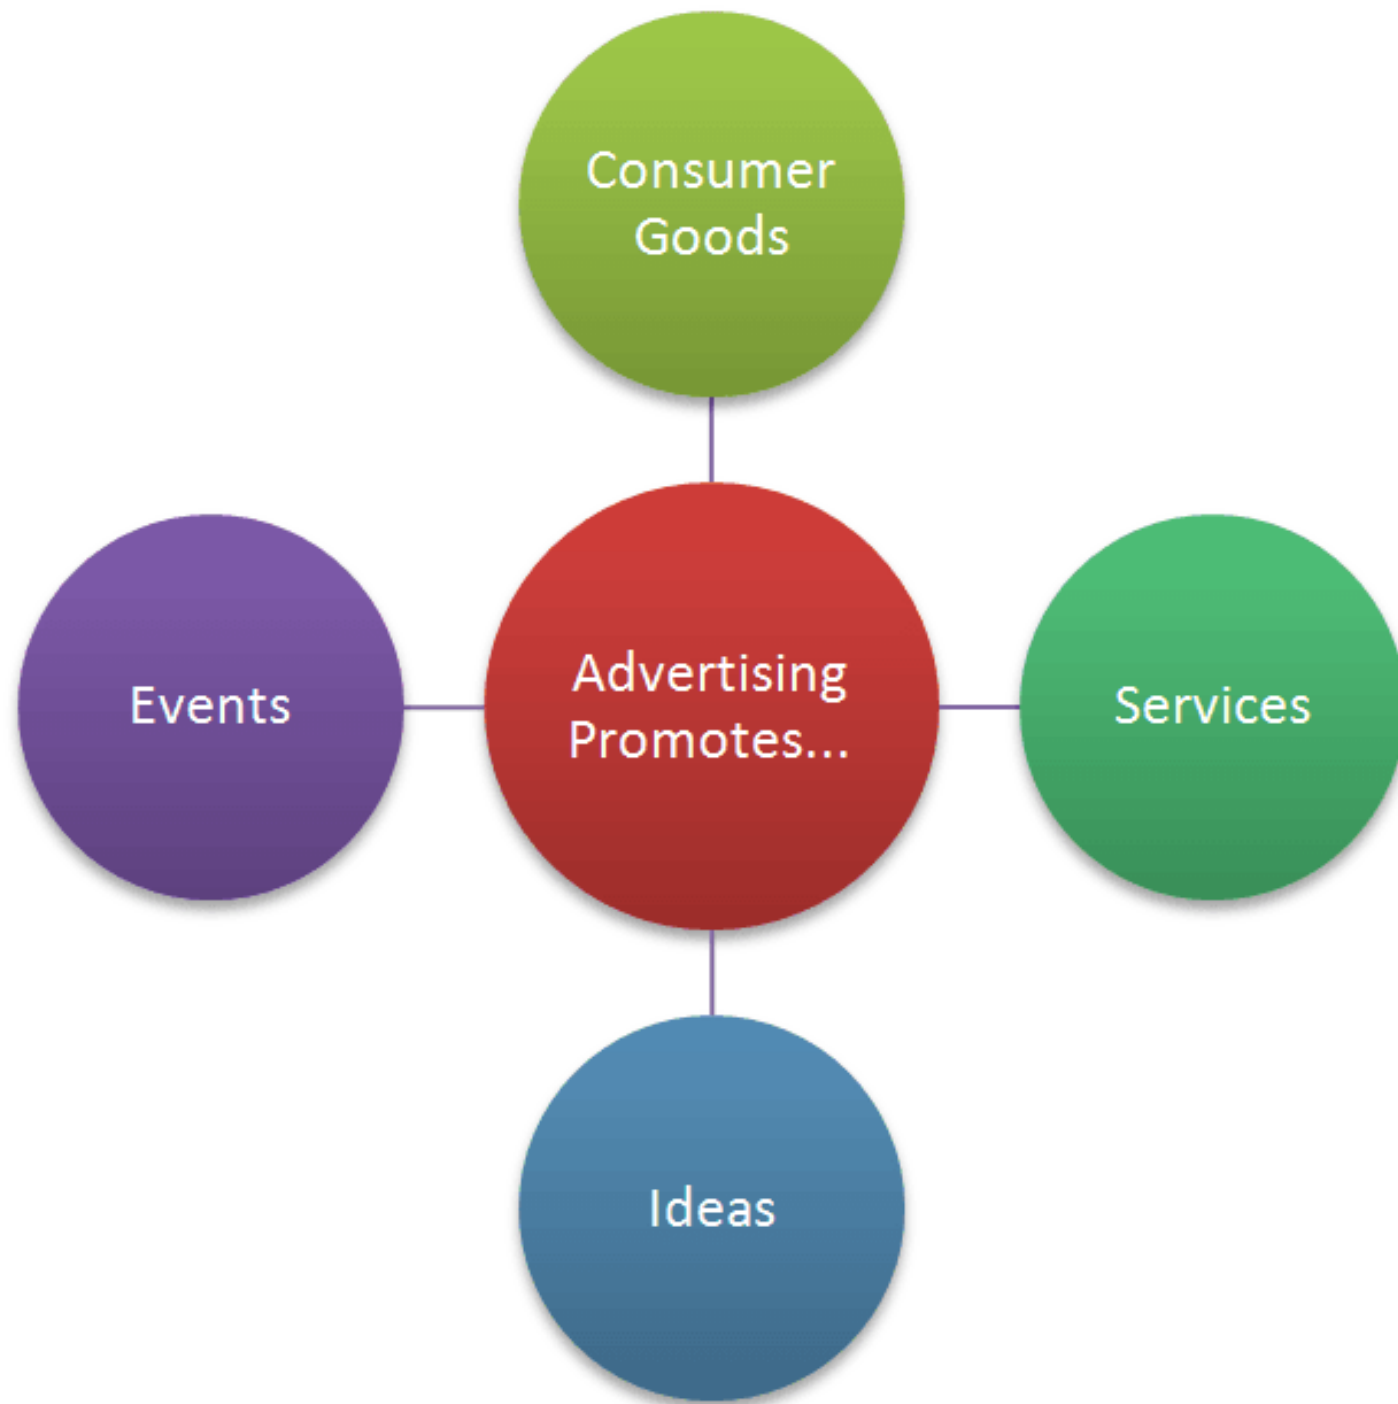 Consumer
Goods
Events
Advertising
Promotes...
Services
Ideas